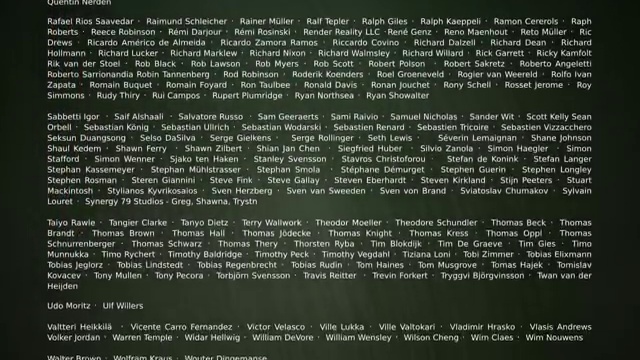 Quentin Nerden
Rafael Rios Saavedar · Raimund Schleicher · Rainer Müller · Ralf Tepler · Ralph Giles · Ralph Kaeppeli · Ramon Cererols · Raph
Roberts · Reece Robinson · Rémi Darjour · Rémi Rosinski · Render Reality LLC ·René Genz · Reno Maenhout · Reto Müller · Ric
Drews · Ricardo Américo de Almeida · Ricardo Zamora Ramos · Riccardo Covino · Richard Dalzell · Richard Dean · Richard
Hollmann · Richard Lucker · Richard Marklew · Richard Nixon · Richard Walmsley · Richard Willard · Rick Garrett · Ricky Kamfolt
Rik van der Stoel · Rob Black · Rob Lawson · Rob Myers · Rob Scott · Robert Polson · Robert Sakretz · Roberto Angeletti
Roberto Sarrionandia Robin Tannenberg · Rod Robinson · Roderik Koenders · Roel Groeneveld · Rogier van Weereld · Rolfo Ivan
Zapata · Romain Buquet · Romain Foyard · Ron Taulbee · Ronald Danois · Ronan Jouchet · Rony Schell · Rosset Jerome · Roy
Simmons · Rudy Thiry · Rui Campos · Rupert Plumridge · Ryan Northsea · Ryan Showalter
Sabbetti Igor · Saif Alshaali · Salvatore Russo · Sam Geeraerts · Sami Raivio · Samuel Nicholas · Sander Wit · Scott Kelly Sean
Orbell · Sebastian König · Sebastian Ullrich · Sebastian Wodarski · Sebastien Renard · Sebastien Tricoire · Sebastien Vizzacchero
Seksun Duangsong · Selso DaSilva · Serge Gielkens · Serge Rollinger · Seth Lewis · Séverin Lemaignan · Shane Johnson
Shaul Kedem · Shawn Ferry · Shawn Zilbert · Shian Jan Chen · Siegfried Huber · Silvio Zanola · Simon Haegler · Simon
Stafford · Simon Wenner · Sjako ten Haken · Stanley Svensson · Stavros Christoforou · Stefan de Konink · Stefan Langer
Stephan Kassemeyer · Stephan Mühlstrasser · Stephan Smola · Stéphane Démurget · Stephen Guerin · Stephen Longley
Stephen Rosman · Steren Giannini · Steve Fink · Steve Gallay · Steven Eberhardt · Steven Kirkland · Stijn Peeters · Stuart
Mackintosh · Stylianos Kyvrikosaios · Sven Herzberg · Sven van Sweeden · Sven von Brand · Sviatoslav Chumakov · Sylvain
Louret · Synergy 79 Studios - Greg, Shawna, Trystn
Taiyo Rawle · Tangier Clarke · Tanyo Dietz · Terry Wallwork · Theodor Moeller · Theodore Schundler · Thomas Beck · Thomas
Brandt · Thomas Brown · Thomas Hall · Thomas Jödecke · Thomas Knight · Thomas Kress · Thomas Oppl · Thomas
Schnurrenberger · Thomas Schwarz · Thomas Thery · Thorsten Ryba · Tim Blokdijk · Tim De Graeve · Tim Gies · Timo
Munnukka · Timo Rychert · Timothy Baldridge · Timothy Peck · Timothy Vegdahl · Tiziana Loni · Tobi Zimmer · Tobias Elixmann
Tobias Jeglorz · Tobias Lindstedt · Tobias Regenbrecht · Tobias Rudin · Tom Haines · Tom Musgrove · Tomas Hajek · Tomislav
Kovacev · Tony Mullen · Tony Pecora · Torbjörn Svensson · Travis Reitter · Trevin Forkert · Tryggvi Björgvinsson · Twan van der
Heijden
Udo Moritz · Ulf Willers
Valtteri Heikkilä · Vicente Carro Fernandez · Victor Velasco · Ville Lukka · Ville Valtokari · Vladimir Hrasko · Vlasis Andrews
Volker Jordan · Warren Temple · Widar Hellwig · William DeVore · William Wensley · Wilson Cheng · Wim Claes · Wim Nouwens
Walter Brown · Wolfram Kraus · Wouter Dingemanse